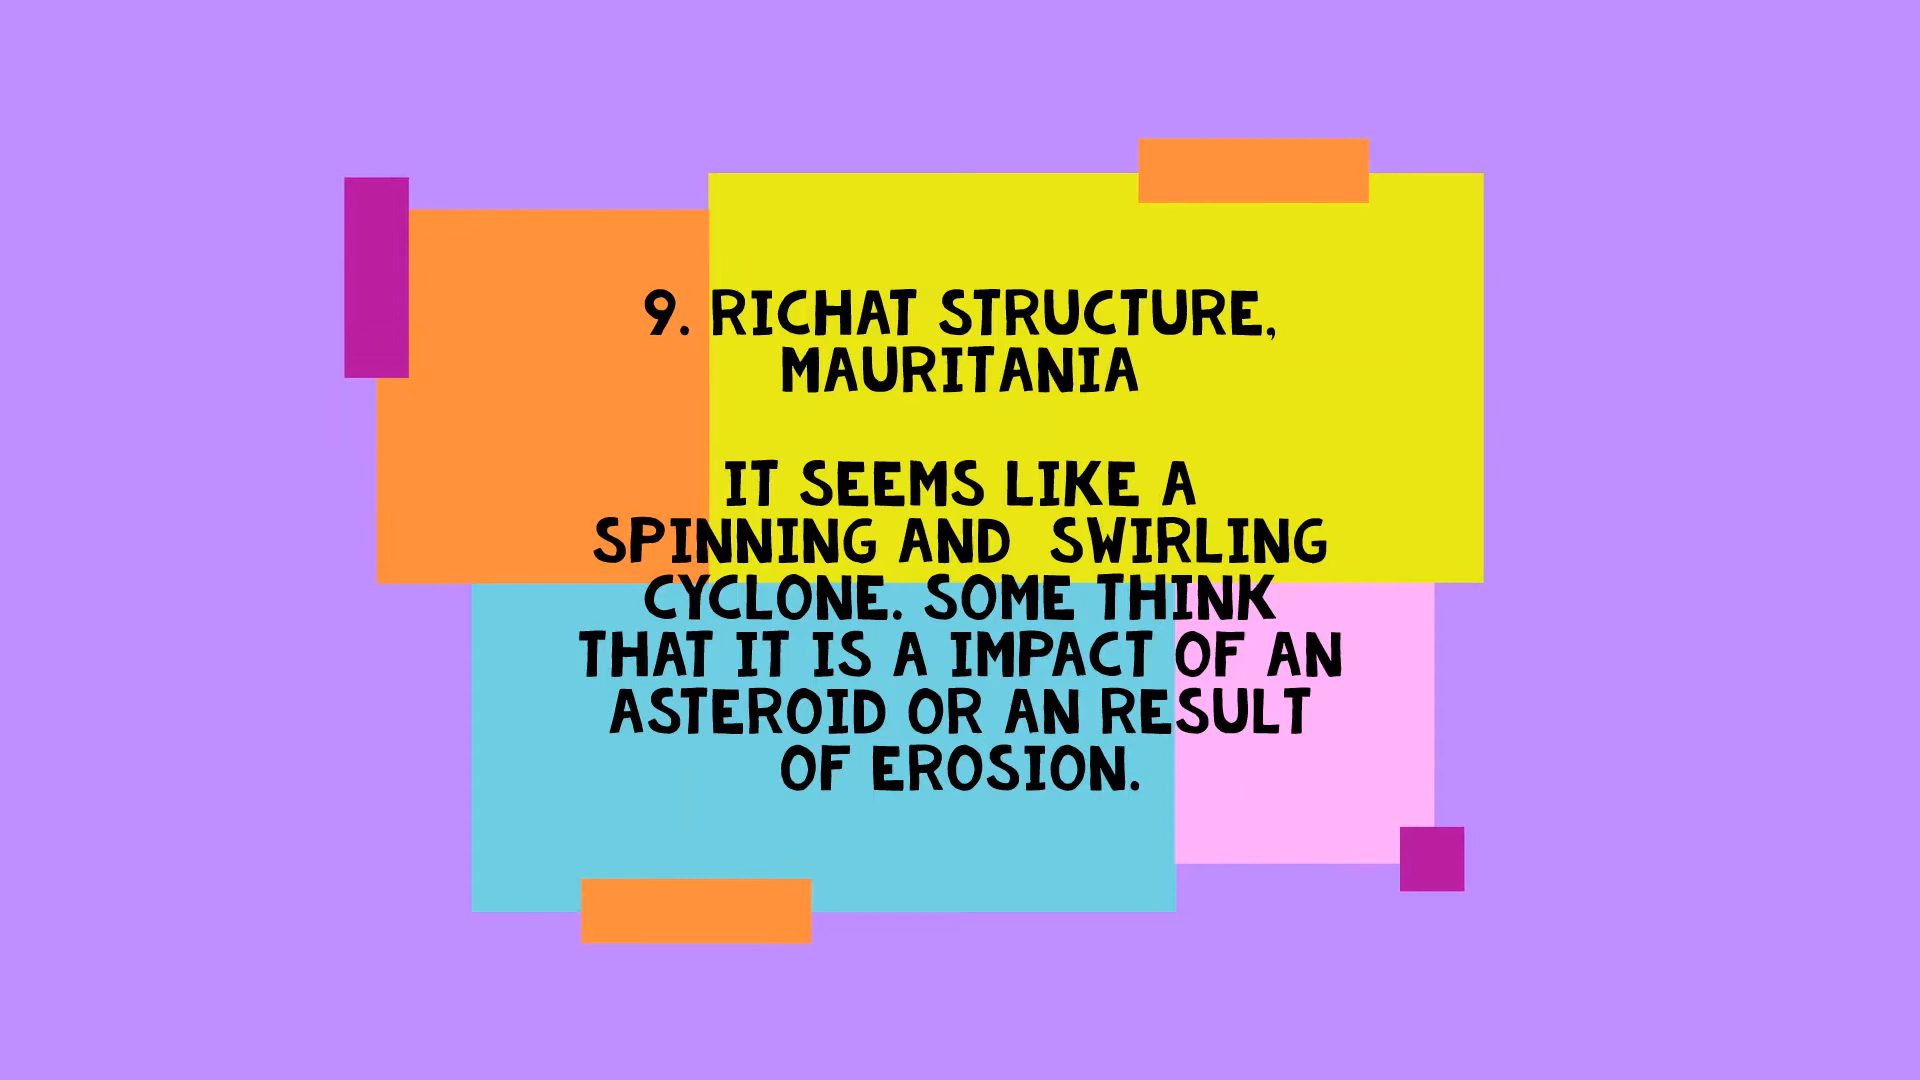 9. RICHAT STRUCTURE,
MAURITANIA
IT SEEMS LIKE A
SPINNING AND  SWIRLING
CYCLONE. SOME THINK
THAT IT IS A IMPACT OF AN
ASTEROID OR AN RESULT
OF EROSION.